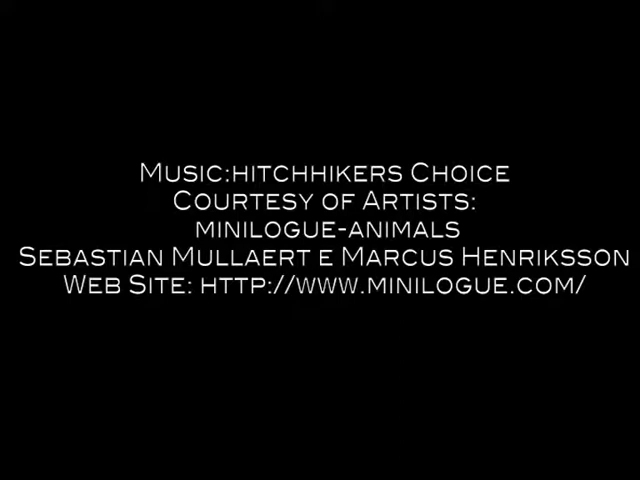 Music:hitchhikers Choice
Courtesy of Artists:
minilogue-animals
Sebastian Mullaert e Marcus Henriksson
Web Site: http://www.minilogue.com/